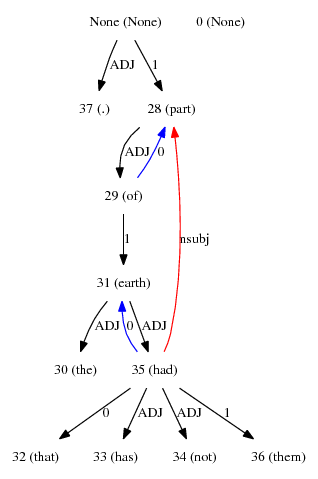 None (None) 0 (None)
ADJ 1
37 (.) 28 (part)
ADJ 0
29 (of)
1 nsubj
31 (earth)
ADJ 0 ADJ
30 (the) 35 (had)
0 ADJ ADJ 1
32 (that) 33 (has) 34 (not) 36 (them)